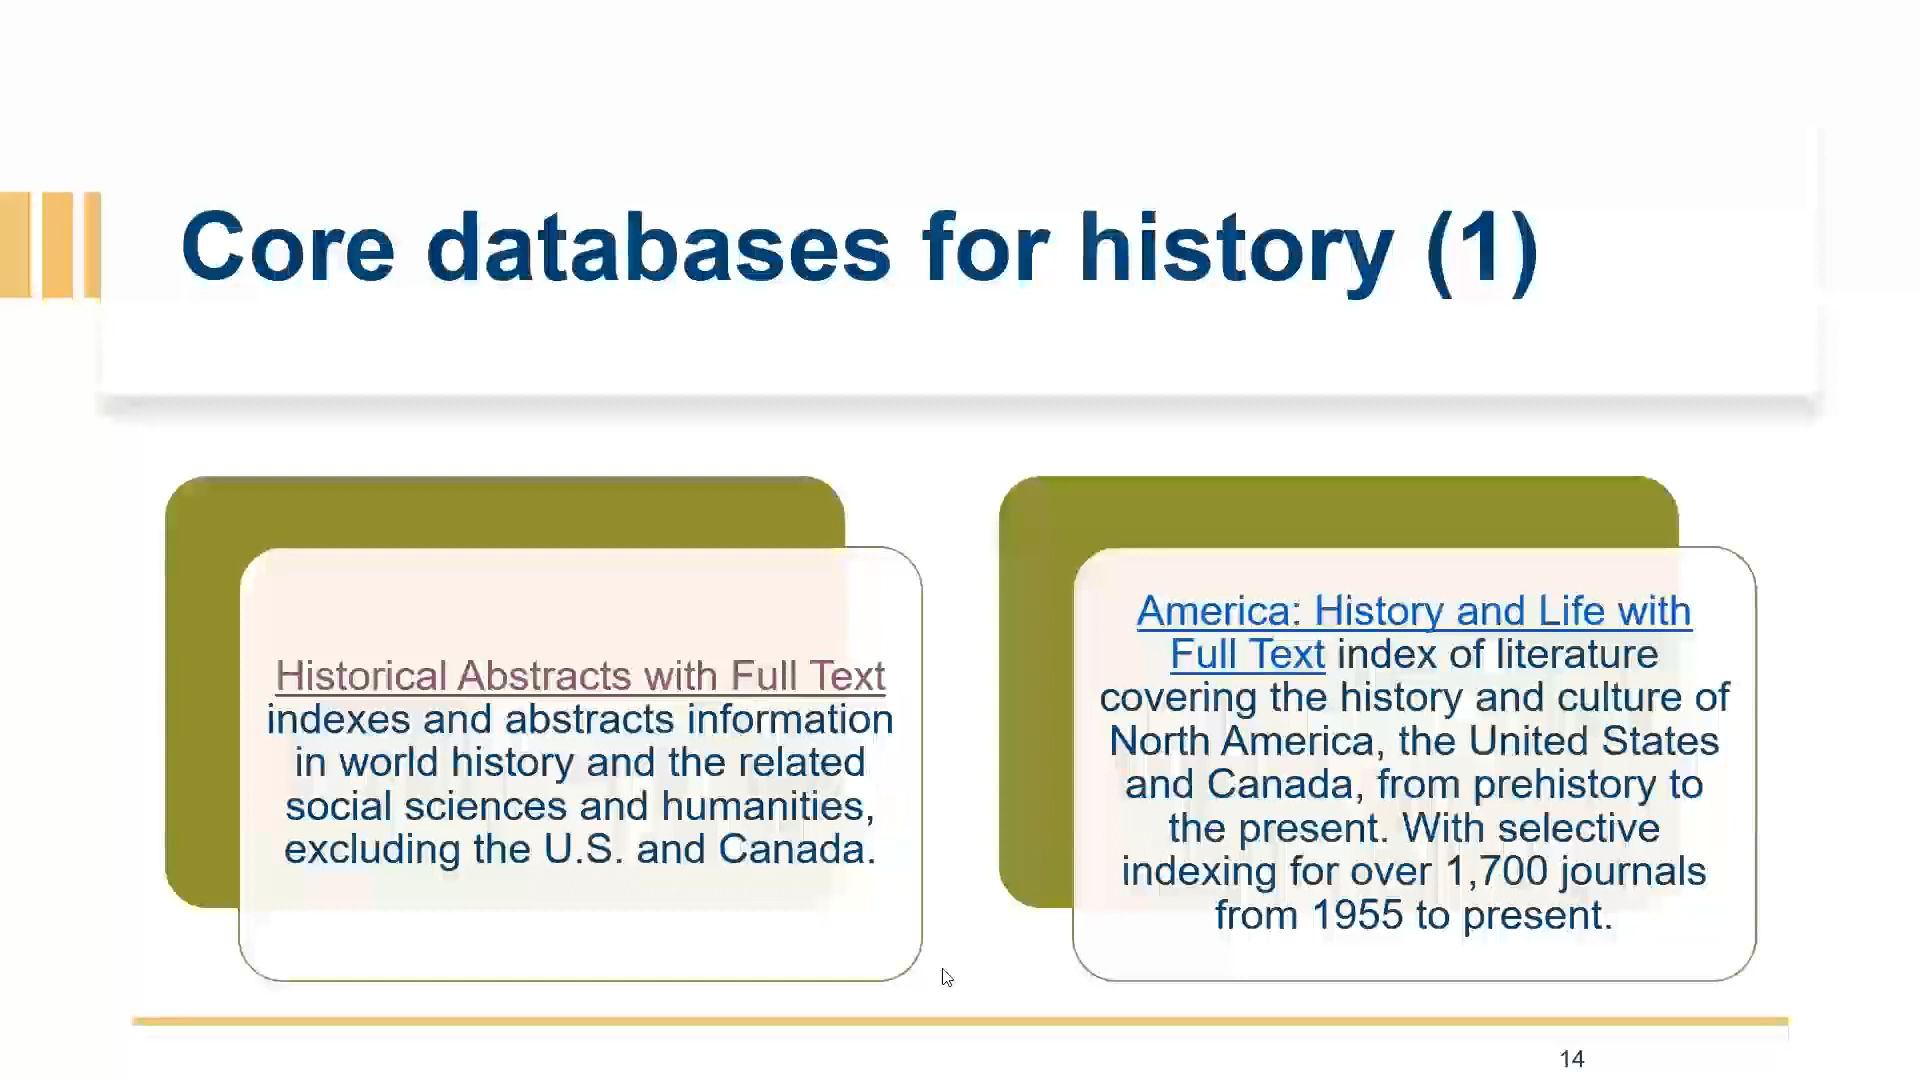 Core databases for history (1)
Historical Abstracts with Full Text
indexes and abstracts information
in world history and the related
social sciences and humanities,
excluding the U.S. and Canada.
America: History and Life with
Full Text index of literature
covering the history and culture of
North America, the United States
and Canada, from prehistory to
the present. With selective
indexing for over 1,700 journals
from 1955 to present.
14